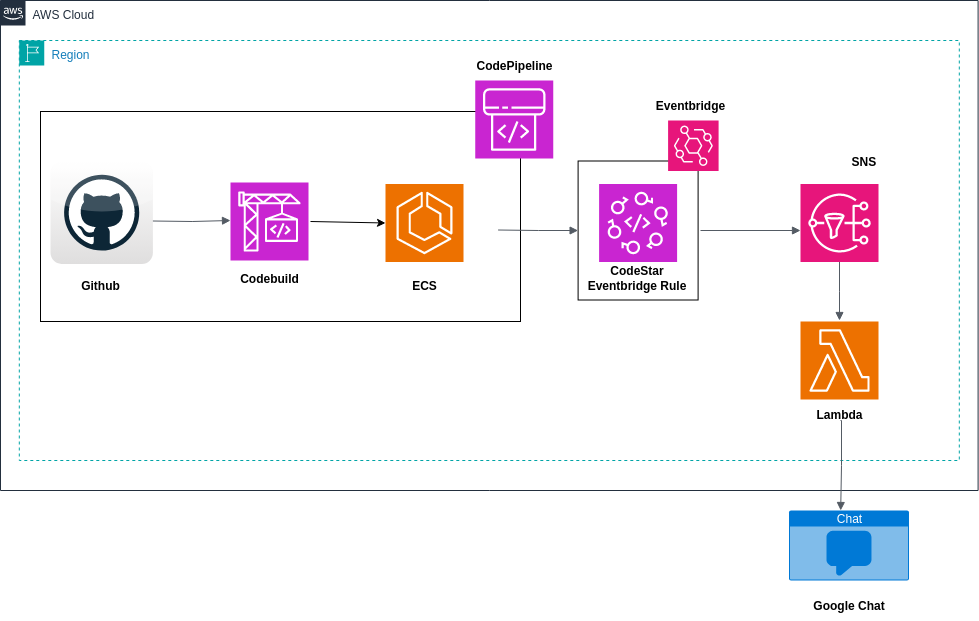 aws
AWS Cloud
Region
CodePipeline
Eventbridge
SNS
Github
Codebuild
ECS
CodeStar
Eventbridge Rule
Lambda
Chat
Google Chat